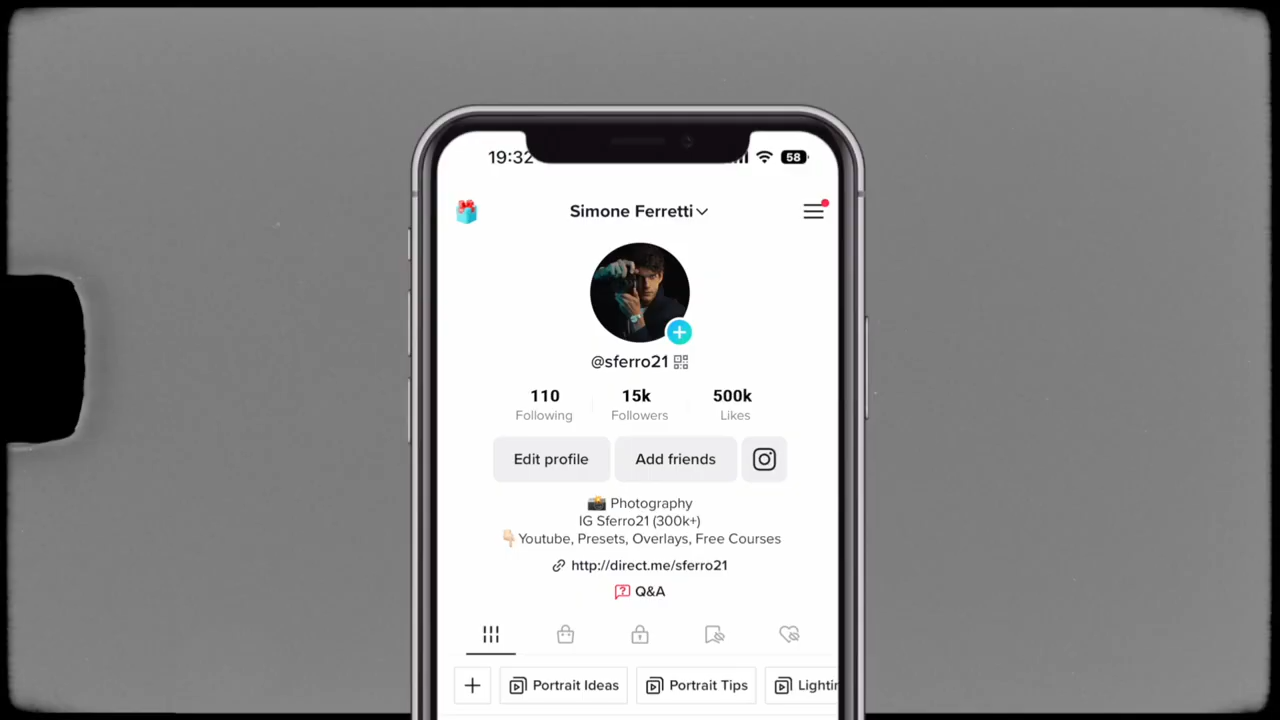 19:32 58
Simone Ferretti
@sferro21
110 15k 500k
Following Followers Likes
Edit profile Add friends
📸 Photography
IG Sferro21 (300k+)
👇🏻Youtube, Presets, Overlays, Free Courses
http://direct.me/sferro21
Q&A
Portrait Ideas Portrait Tips